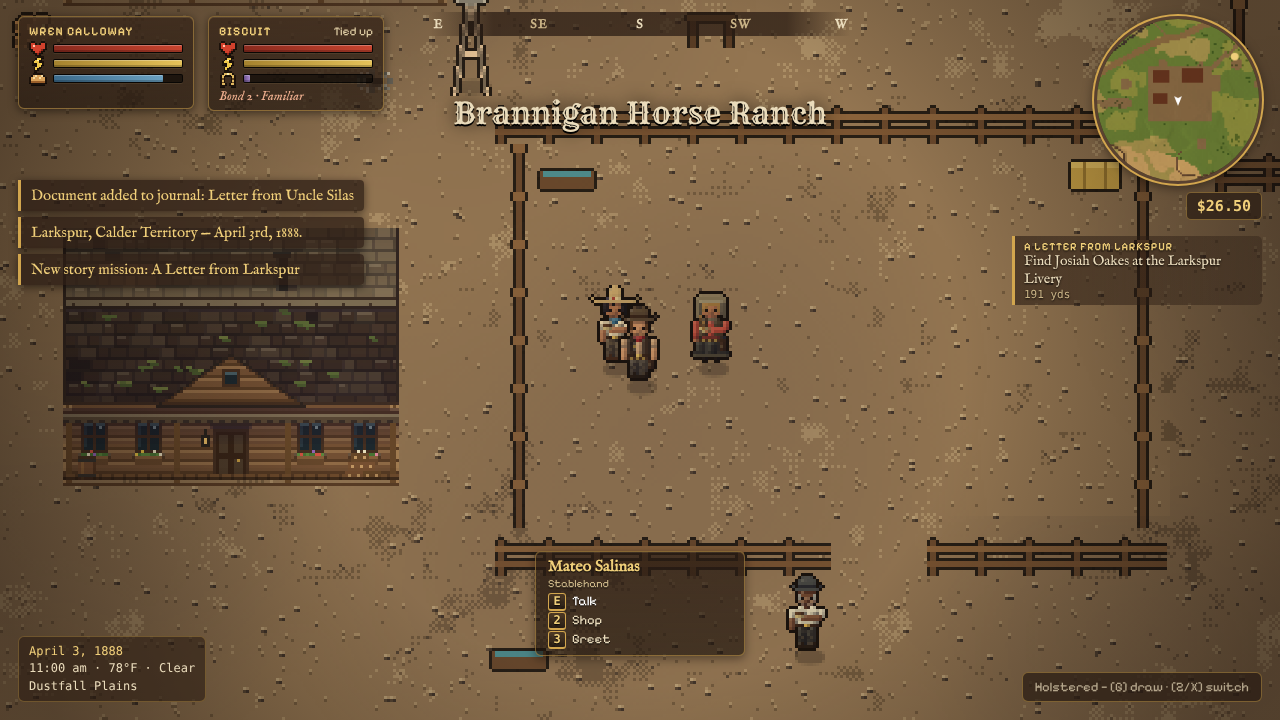 WREN CALLOWAY
BISCUIT Tied up
Bond 2 · Familiar
E SE S SW W
Brannigan Horse Ranch
Document added to journal: Letter from Uncle Silas
Larkspur, Calder Territory — April 3rd, 1888.
New story mission: A Letter from Larkspur
$26.50
A LETTER FROM LARKSPUR
Find Josiah Oakes at the Larkspur
Livery
191 yds
Mateo Salinas
Stablehand
E Talk
2 Shop
3 Greet
April 3, 1888
11:00 am · 78°F · Clear
Dustfall Plains
Holstered - (G) draw · (Z/X) switch